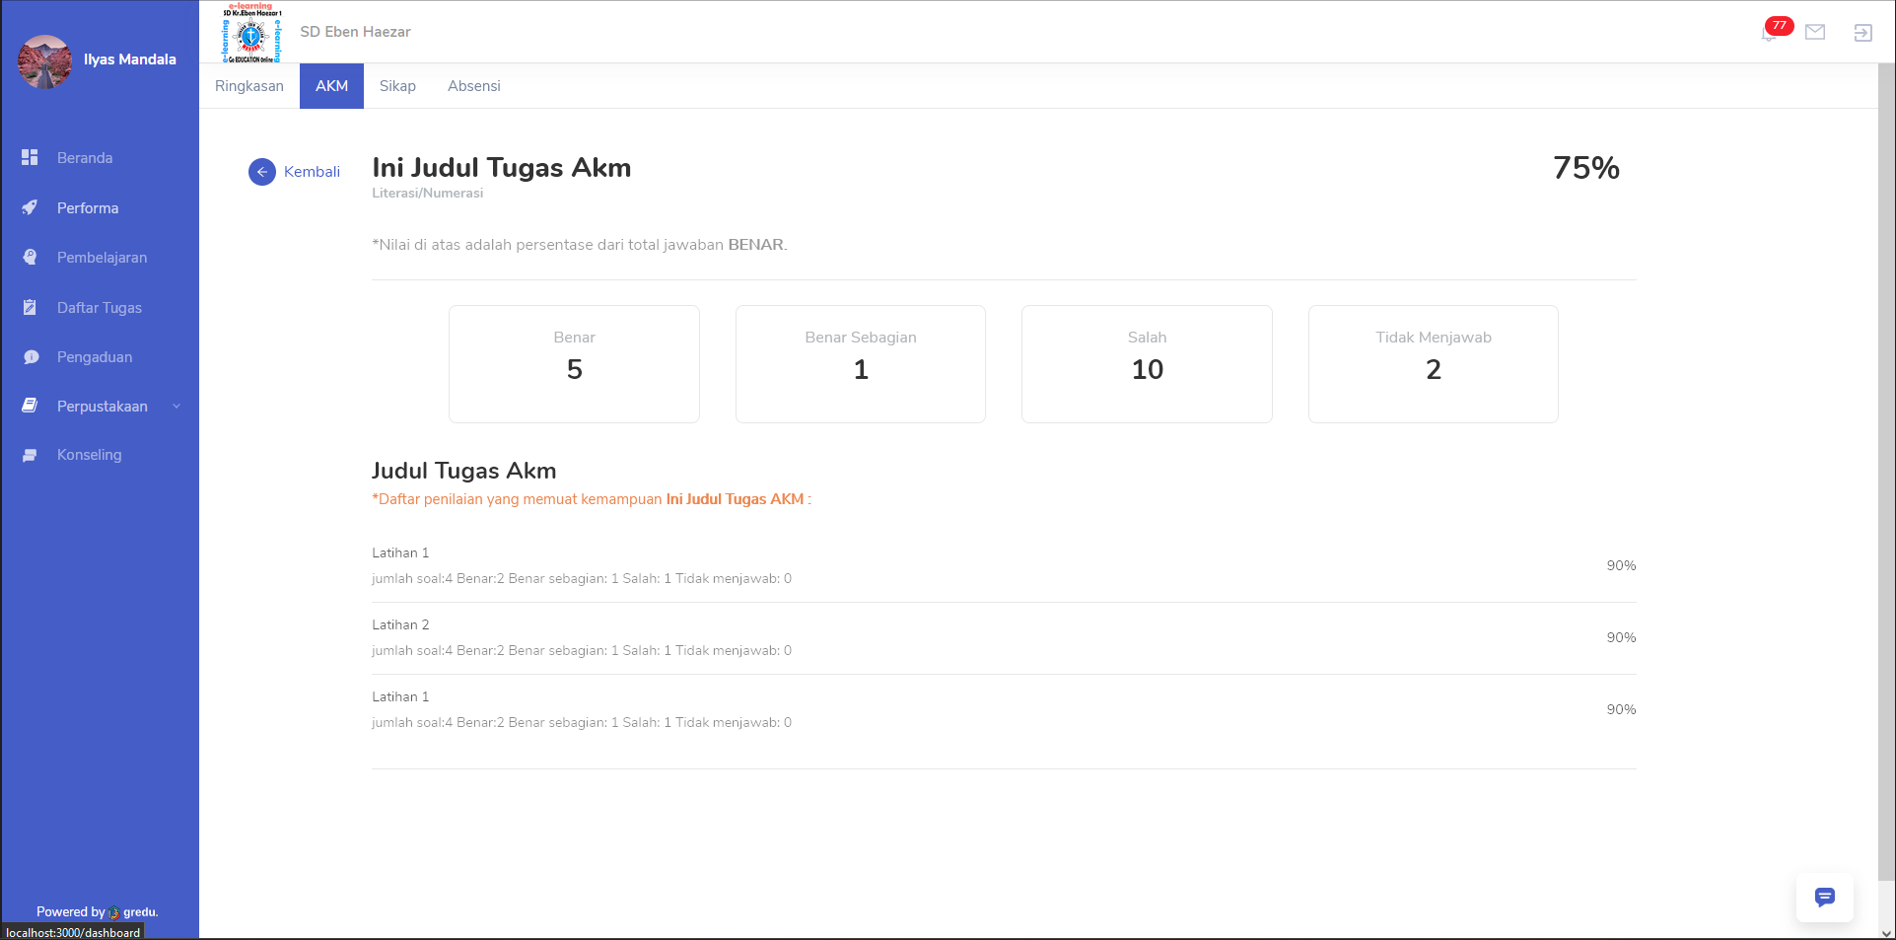 Ilyas Mandala
Beranda
Performa
Pembelajaran
Daftar Tugas
Pengaduan
Perpustakaan
Konseling
Powered by gredu.
localhost:3000/dashboard
e-learning
SD Kr.Eben Haezar 1
e-learning
e-learning
Go EDUCATION Online
SD Eben Haezar
77
Ringkasan AKM Sikap Absensi
Kembali
Ini Judul Tugas Akm
75%
Literasi/Numerasi
*Nilai di atas adalah persentase dari total jawaban BENAR.
Benar
5
Benar Sebagian
1
Salah
10
Tidak Menjawab
2
Judul Tugas Akm
*Daftar penilaian yang memuat kemampuan Ini Judul Tugas AKM :
Latihan 1
jumlah soal:4 Benar:2 Benar sebagian: 1 Salah: 1 Tidak menjawab: 0
90%
Latihan 2
jumlah soal:4 Benar:2 Benar sebagian: 1 Salah: 1 Tidak menjawab: 0
90%
Latihan 1
jumlah soal:4 Benar:2 Benar sebagian: 1 Salah: 1 Tidak menjawab: 0
90%